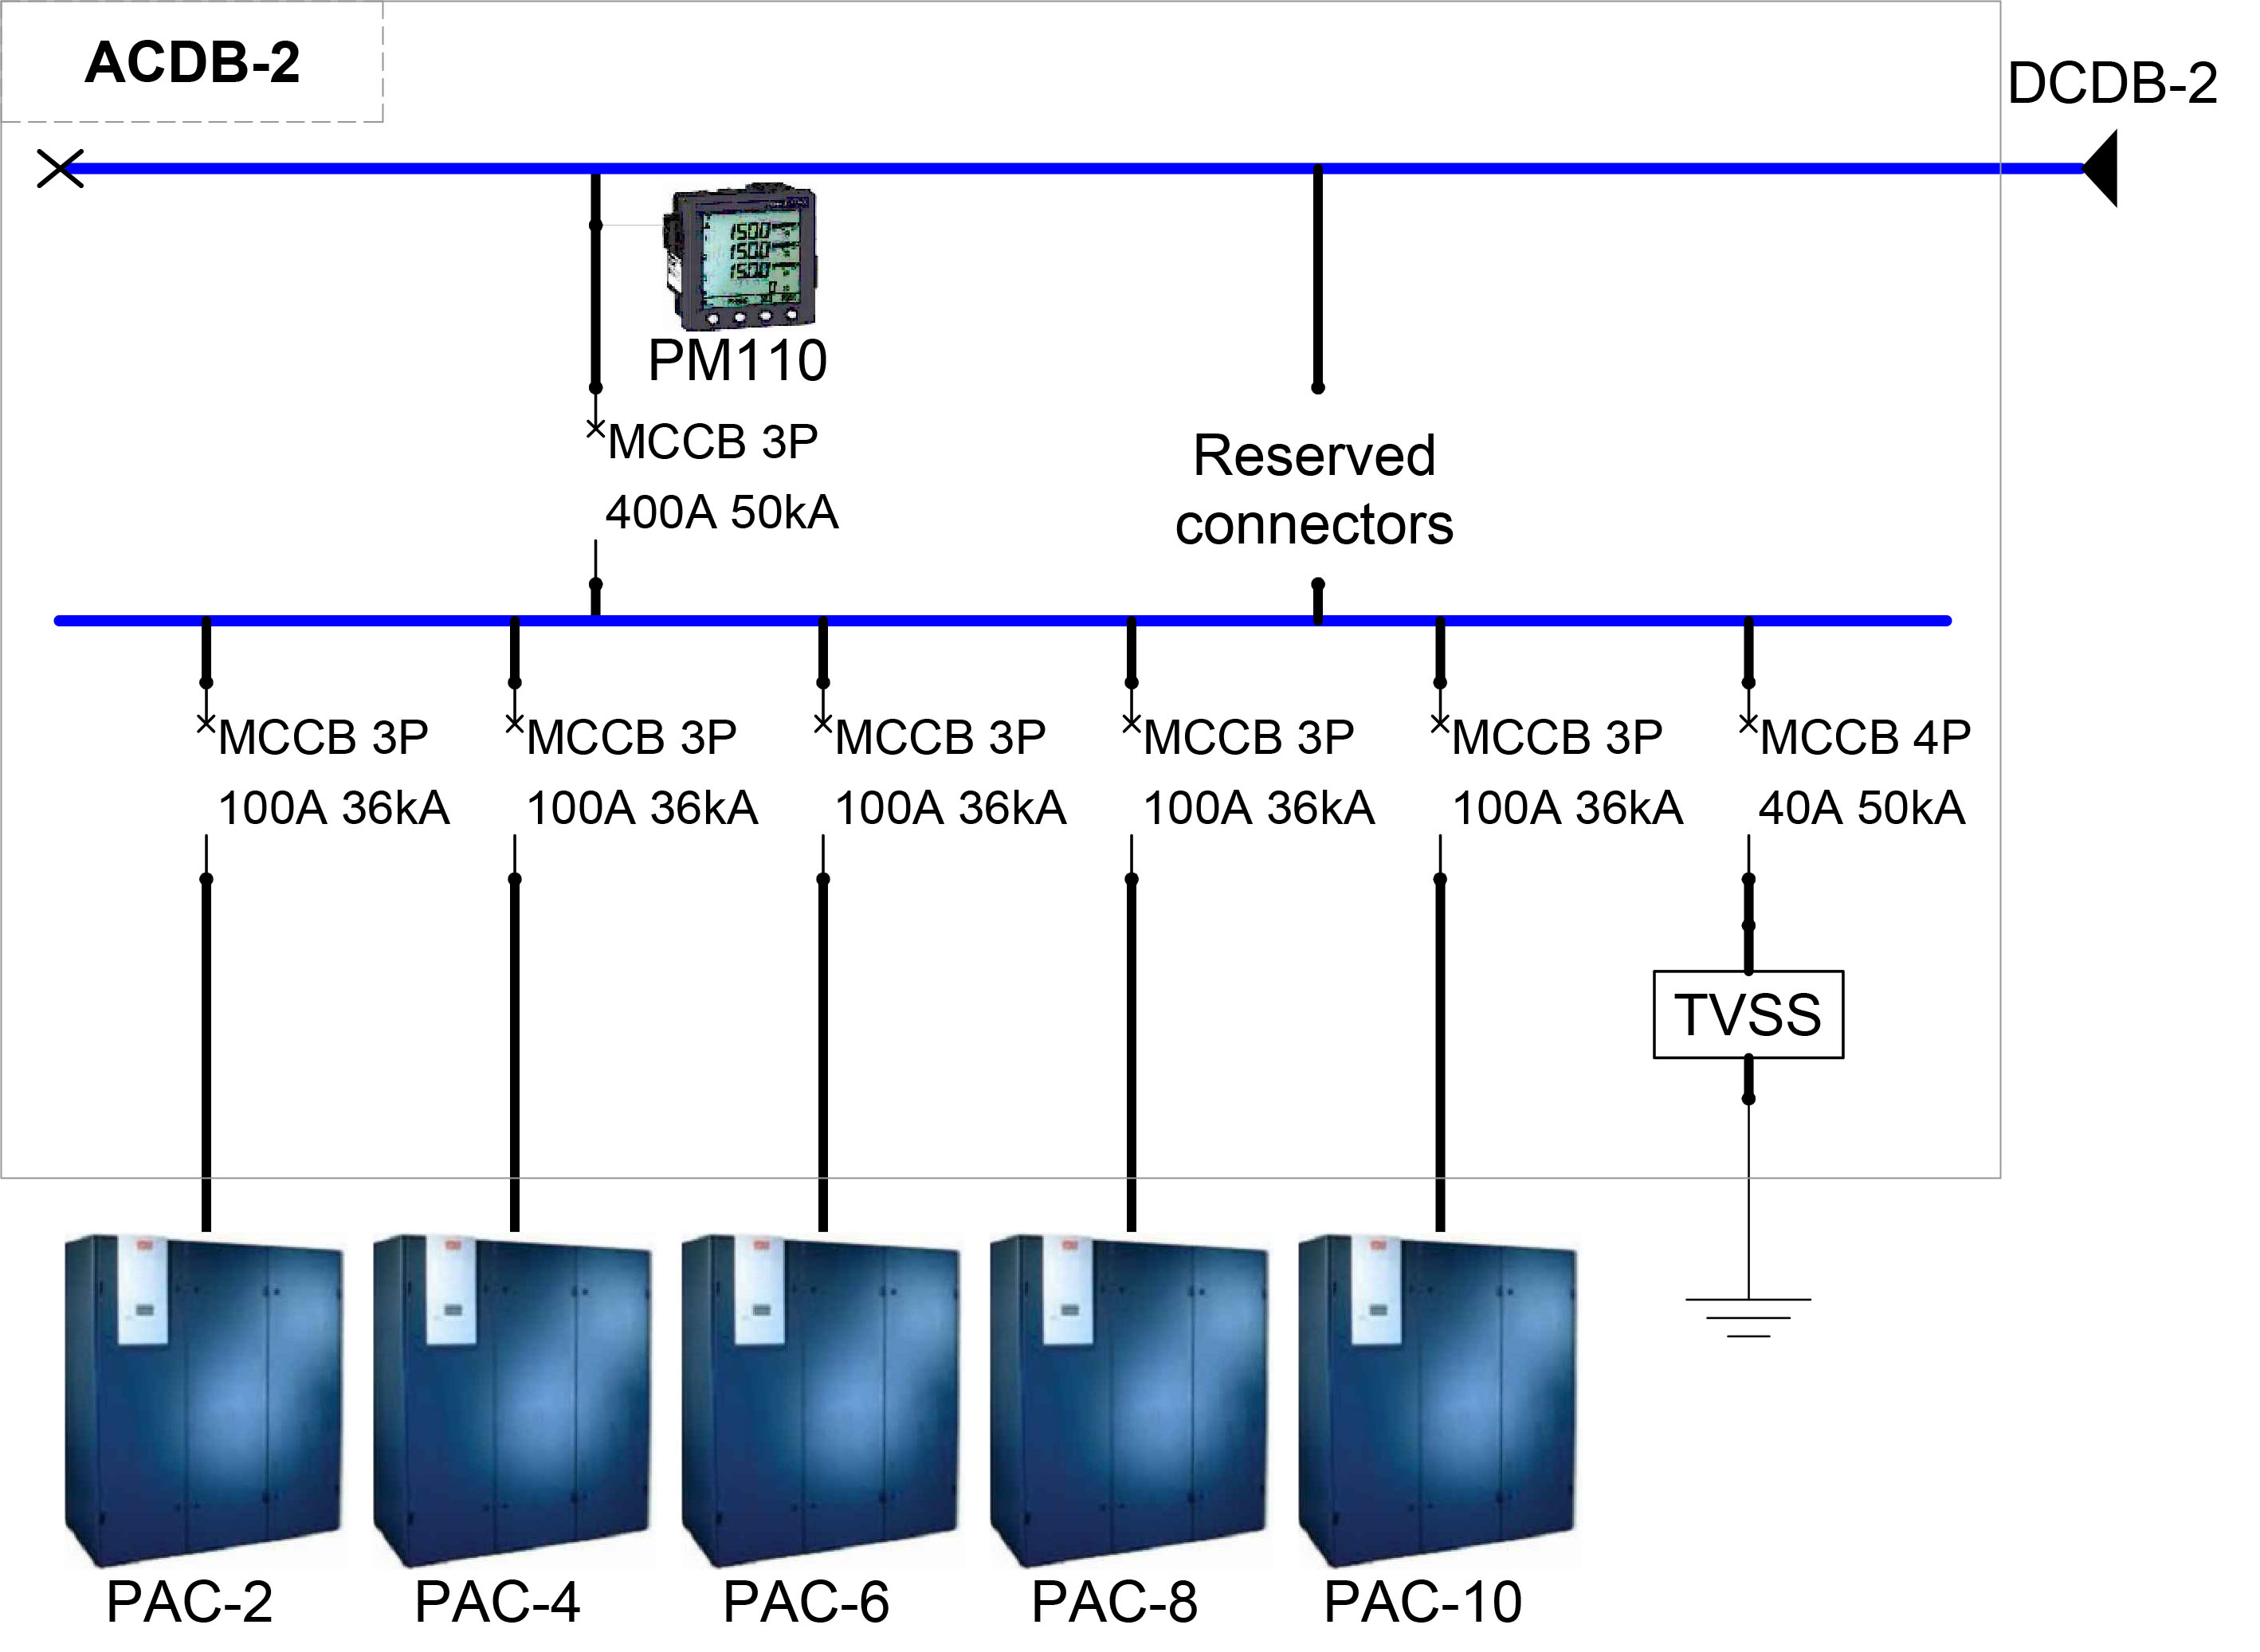 ACDB-2
DCDB-2
1500
1500
1500
PM110
MCCB 3P
400A 50kA
Reserved
connectors
MCCB 3P
100A 36kA
MCCB 3P
100A 36kA
MCCB 3P
100A 36kA
MCCB 3P
100A 36kA
MCCB 3P
100A 36kA
MCCB 4P
40A 50kA
TVSS
PAC-2
PAC-4
PAC-6
PAC-8
PAC-10